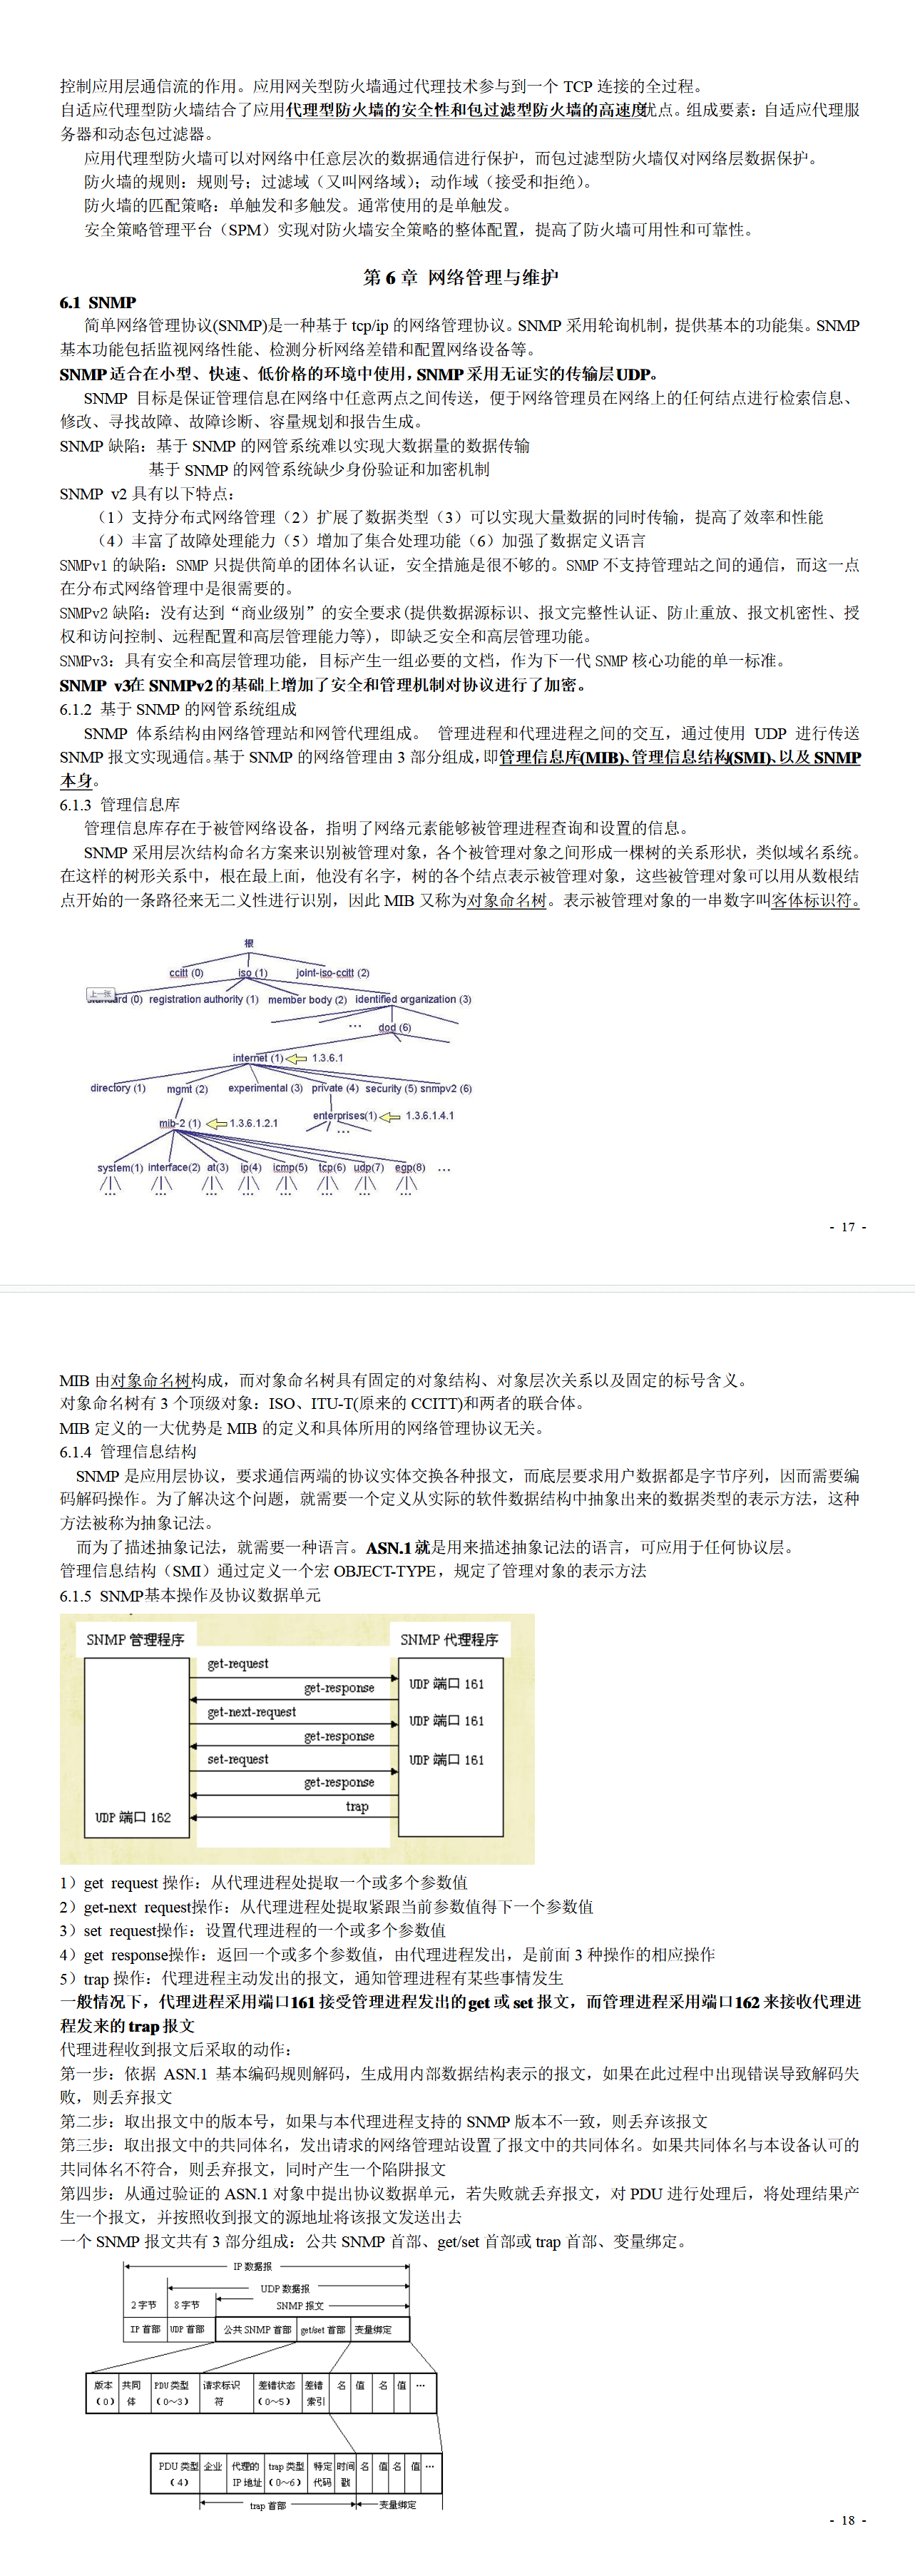 控制应用层通信流的作用。应用网关型防火墙通过代理技术参与到一个 TCP 连接的全过程。
自适应代理型防火墙结合了应用代理型防火墙的安全性和包过滤型防火墙的高速度优点。组成要素：自适应代理服
务器和动态包过滤器。
应用代理型防火墙可以对网络中任意层次的数据通信进行保护，而包过滤型防火墙仅对网络层数据保护。
防火墙的规则：规则号；过滤域（又叫网络域）；动作域（接受和拒绝）。
防火墙的匹配策略：单触发和多触发。通常使用的是单触发。
安全策略管理平台（SPM）实现对防火墙安全策略的整体配置，提高了防火墙可用性和可靠性。
第 6 章 网络管理与维护
6.1 SNMP
简单网络管理协议(SNMP)是一种基于 tcp/ip 的网络管理协议。SNMP 采用轮询机制，提供基本的功能集。SNMP
基本功能包括监视网络性能、检测分析网络差错和配置网络设备等。
SNMP 适合在小型、快速、低价格的环境中使用，SNMP 采用无证实的传输层UDP。
SNMP 目标是保证管理信息在网络中任意两点之间传送，便于网络管理员在网络上的任何结点进行检索信息、
修改、寻找故障、故障诊断、容量规划和报告生成。
SNMP 缺陷：基于 SNMP 的网管系统难以实现大数据量的数据传输
基于 SNMP 的网管系统缺少身份验证和加密机制
SNMP v2 具有以下特点：
（1）支持分布式网络管理（2）扩展了数据类型（3）可以实现大量数据的同时传输，提高了效率和性能
（4）丰富了故障处理能力（5）增加了集合处理功能（6）加强了数据定义语言
SNMPv1 的缺陷：SNMP 只提供简单的团体名认证，安全措施是很不够的。SNMP 不支持管理站之间的通信，而这一点
在分布式网络管理中是很需要的。
SNMPv2 缺陷：没有达到“商业级别”的安全要求(提供数据源标识、报文完整性认证、防止重放、报文机密性、授
权和访问控制、远程配置和高层管理能力等)，即缺乏安全和高层管理功能。
SNMPv3：具有安全和高层管理功能，目标产生一组必要的文档，作为下一代 SNMP 核心功能的单一标准。
SNMP v3在 SNMPv2 的基础上增加了安全和管理机制对协议进行了加密。
6.1.2 基于 SNMP 的网管系统组成
SNMP 体系结构由网络管理站和网管代理组成。 管理进程和代理进程之间的交互，通过使用 UDP 进行传送
SNMP 报文实现通信。基于 SNMP 的网络管理由 3 部分组成，即管理信息库(MIB)、管理信息结构(SMI)、以及 SNMP
本身。
6.1.3 管理信息库
管理信息库存在于被管网络设备，指明了网络元素能够被管理进程查询和设置的信息。
SNMP 采用层次结构命名方案来识别被管理对象，各个被管理对象之间形成一棵树的关系形状，类似域名系统。
在这样的树形关系中，根在最上面，他没有名字，树的各个结点表示被管理对象，这些被管理对象可以用从数根结
点开始的一条路径来无二义性进行识别，因此 MIB 又称为对象命名树。表示被管理对象的一串数字叫客体标识符。
根
ccitt (0) iso (1) joint-iso-ccitt (2)
上一张 standard (0) registration authority (1) member body (2) identified organization (3)
… dod (6)
internet (1) 1.3.6.1
directory (1) mgmt (2) experimental (3) private (4) security (5) snmpv2 (6)
mib-2 (1) 1.3.6.1.2.1 enterprises(1) 1.3.6.1.4.1
…
system(1) interface(2) at(3) ip(4) icmp(5) tcp(6) udp(7) egp(8) …
… … … … … … … …
- 17 -
MIB 由对象命名树构成，而对象命名树具有固定的对象结构、对象层次关系以及固定的标号含义。
对象命名树有 3 个顶级对象：ISO、ITU-T(原来的 CCITT)和两者的联合体。
MIB 定义的一大优势是 MIB 的定义和具体所用的网络管理协议无关。
6.1.4 管理信息结构
SNMP 是应用层协议，要求通信两端的协议实体交换各种报文，而底层要求用户数据都是字节序列，因而需要编
码解码操作。为了解决这个问题，就需要一个定义从实际的软件数据结构中抽象出来的数据类型的表示方法，这种
方法被称为抽象记法。
而为了描述抽象记法，就需要一种语言。ASN.1 就是用来描述抽象记法的语言，可应用于任何协议层。
管理信息结构（SMI）通过定义一个宏 OBJECT-TYPE，规定了管理对象的表示方法
6.1.5 SNMP基本操作及协议数据单元
SNMP 管理程序 SNMP 代理程序
get-request
UDP 端口 161
get-response
get-next-request
UDP 端口 161
get-response
set-request UDP 端口 161
get-response
trap
UDP 端口 162
1）get request 操作：从代理进程处提取一个或多个参数值
2）get-next request操作：从代理进程处提取紧跟当前参数值得下一个参数值
3）set request操作：设置代理进程的一个或多个参数值
4）get response操作：返回一个或多个参数值，由代理进程发出，是前面 3 种操作的相应操作
5）trap 操作：代理进程主动发出的报文，通知管理进程有某些事情发生
一般情况下，代理进程采用端口161 接受管理进程发出的get 或 set 报文，而管理进程采用端口162 来接收代理进
程发来的 trap 报文
代理进程收到报文后采取的动作：
第一步：依据 ASN.1 基本编码规则解码，生成用内部数据结构表示的报文，如果在此过程中出现错误导致解码失
败，则丢弃报文
第二步：取出报文中的版本号，如果与本代理进程支持的 SNMP 版本不一致，则丢弃该报文
第三步：取出报文中的共同体名，发出请求的网络管理站设置了报文中的共同体名。如果共同体名与本设备认可的
共同体名不符合，则丢弃报文，同时产生一个陷阱报文
第四步：从通过验证的 ASN.1 对象中提出协议数据单元，若失败就丢弃报文，对 PDU 进行处理后，将处理结果产
生一个报文，并按照收到报文的源地址将该报文发送出去
一个 SNMP 报文共有 3 部分组成：公共 SNMP 首部、get/set 首部或 trap 首部、变量绑定。
IP 数据报
UDP 数据报
2 字节 8 字节 SNMP 报文
IP 首部 UDP 首部 公共 SNMP 首部 get/set 首部 变量绑定
版本 共同 PDU 类型 请求标识 差错状态 差错 名 值 名 值 …
（0） 体 （0～3） 符 （0～5） 索引
PDU 类型 企业 代理的 trap 类型 特定 时间 名 值 名 值 …
（4） IP 地址 （0～6） 代码 戳
trap 首部 变量绑定
- 18 -